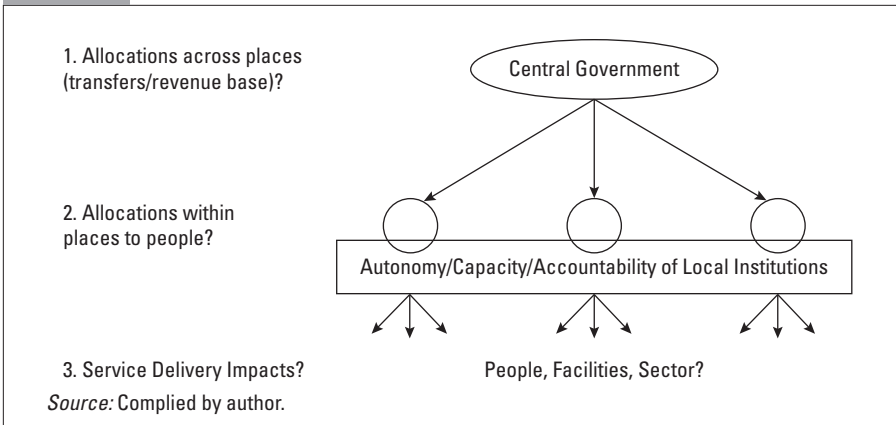 1. Allocations across places
(transfers/revenue base)?
Central Government
2. Allocations within
places to people?
Autonomy/Capacity/Accountability of Local Institutions
3. Service Delivery Impacts?
People, Facilities, Sector?
Source: Complied by author.